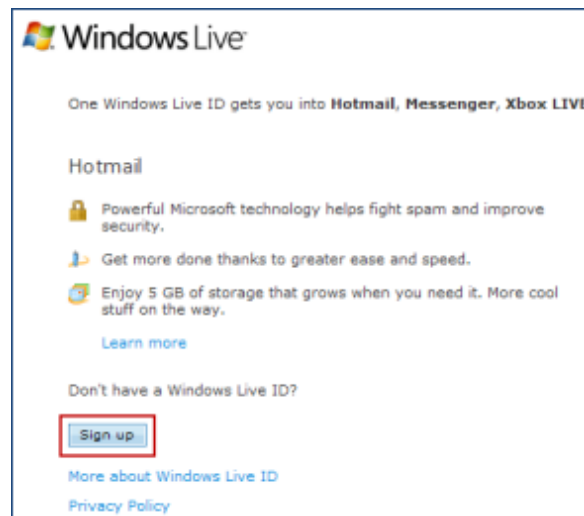 Windows Live
One Windows Live ID gets you into Hotmail, Messenger, Xbox LIVE
Hotmail
Powerful Microsoft technology helps fight spam and improve
security.
Get more done thanks to greater ease and speed.
Enjoy 5 GB of storage that grows when you need it. More cool
stuff on the way.
Learn more
Don't have a Windows Live ID?
Sign up
More about Windows Live ID
Privacy Policy